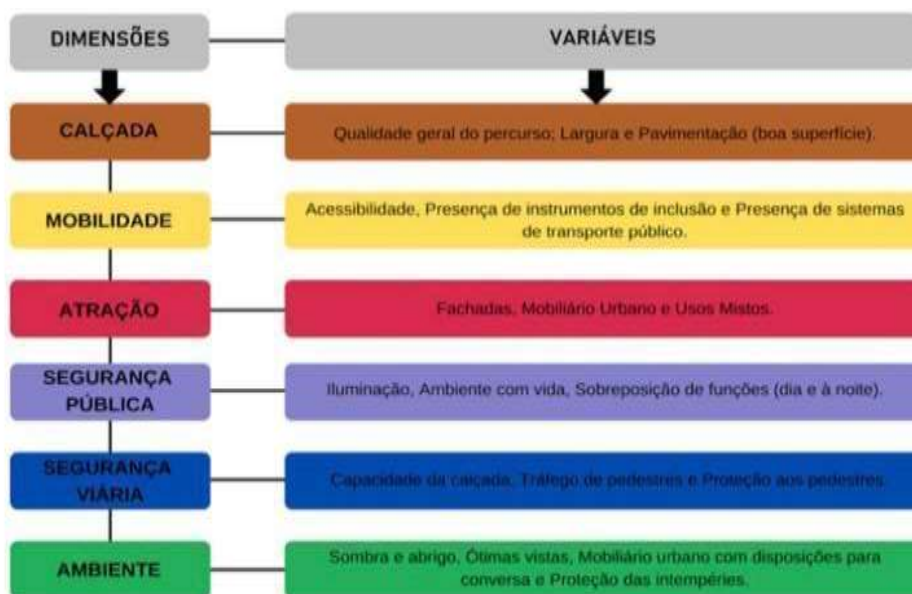 DIMENSÕES
VARIÁVEIS
CALÇADA
Qualidade geral do percurso; Largura e Pavimentação (boa superfície).
MOBILIDADE
Acessibilidade, Presença de instrumentos de inclusão e Presença de sistemas
de transporte público.
ATRAÇÃO
Fachadas, Mobiliário Urbano e Usos Mistos.
SEGURANÇA
PÚBLICA
Iluminação, Ambiente com vida, Sobreposição de funções (dia e à noite).
SEGURANÇA
VIÁRIA
Capacidade da calçada, Tráfego de pedestres e Proteção aos pedestres.
AMBIENTE
Sombra e abrigo, Ótimas vistas, Mobiliário urbano com disposições para
conversa e Proteção das intempéries.